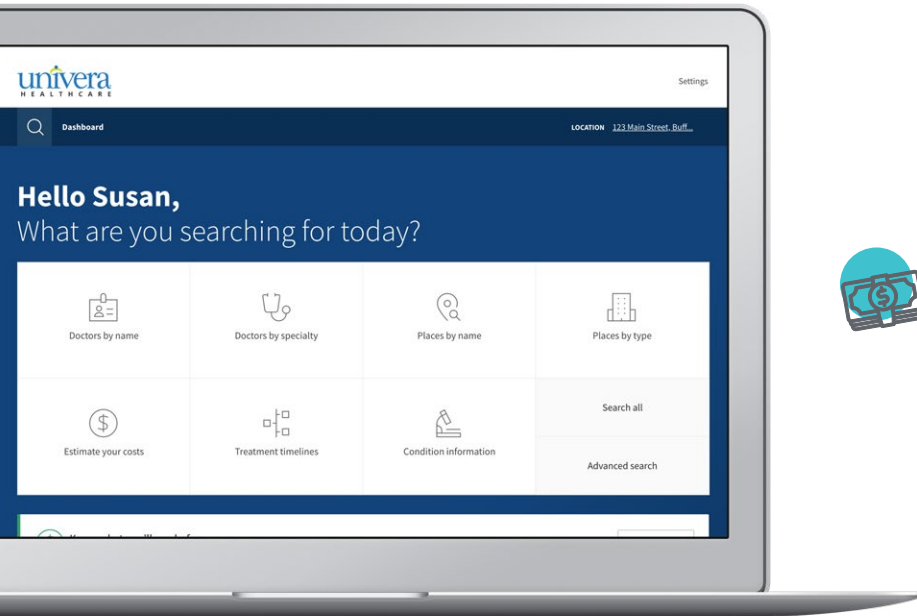 univera
HEALTHCARE
Settings
Dashboard
LOCATION 123 Main Street, Buff...
Hello Susan,
What are you searching for today?
Doctors by name
Doctors by specialty
Places by name
Places by type
Estimate your costs
Treatment timelines
Condition information
Search all
Advanced search
$